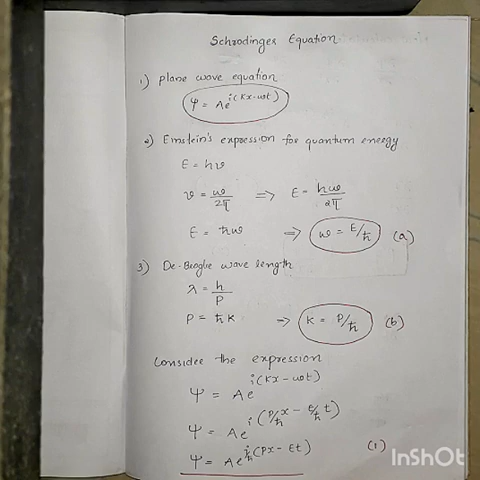 Schrodinger Equation
1) Plane wave equation
Ψ = Ae^i(Kx-ωt)
2) Einstein's expression for quantum energy
E = hυ
υ = ω/2π ⇒ E = hω/2π
E = ħω ⇒ ω = E/ħ (a)
3) De-Broglie wave length
λ = h/P
P = ħK → K = P/ħ (b)
Consider the expression
Ψ = Ae^i(Kx - ωt)
Ψ = Ae^i(P/ħ x - E/ħ t)
Ψ = Ae^i/ħ(Px - Et) (1)
InShOt